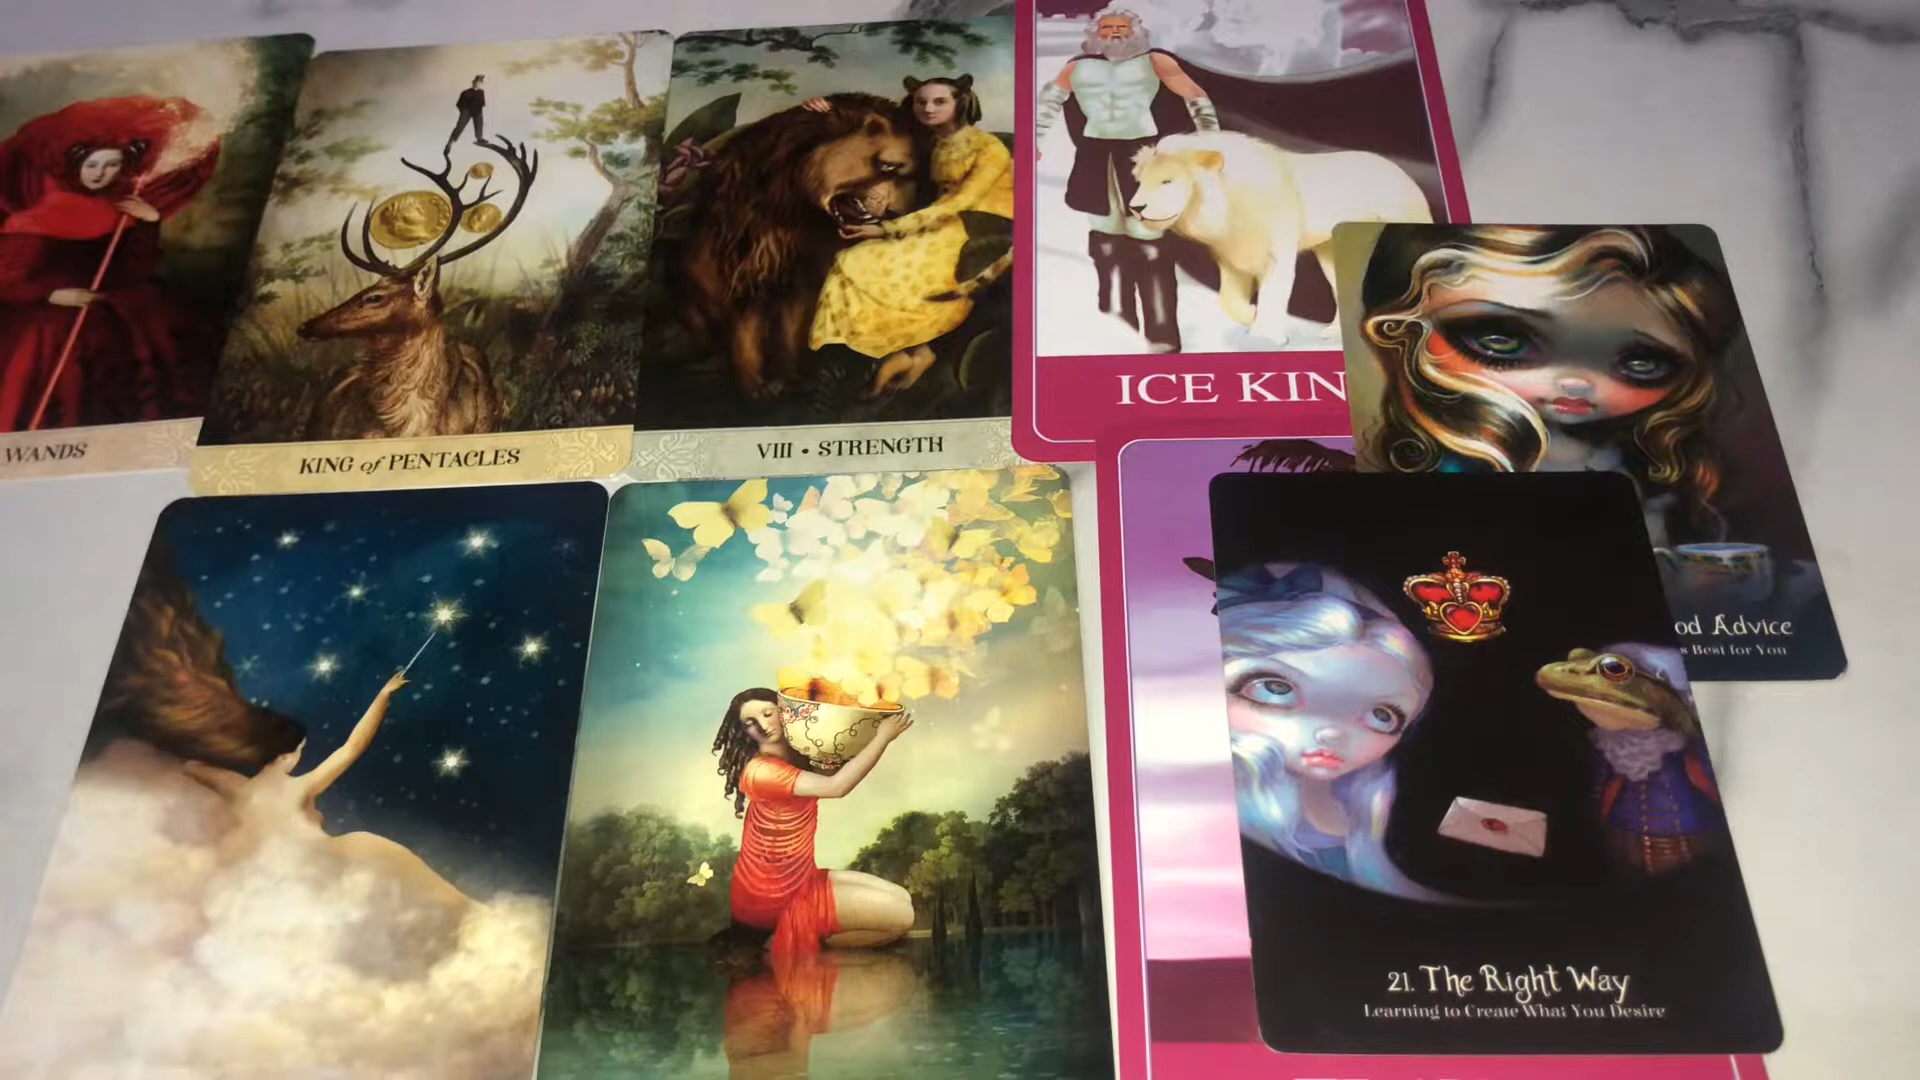 WANDS
KING of PENTACLES
VIII • STRENGTH
ICE KIN
od Advice
s Best for You
21. The Right Way
Learning to Create What You Desire